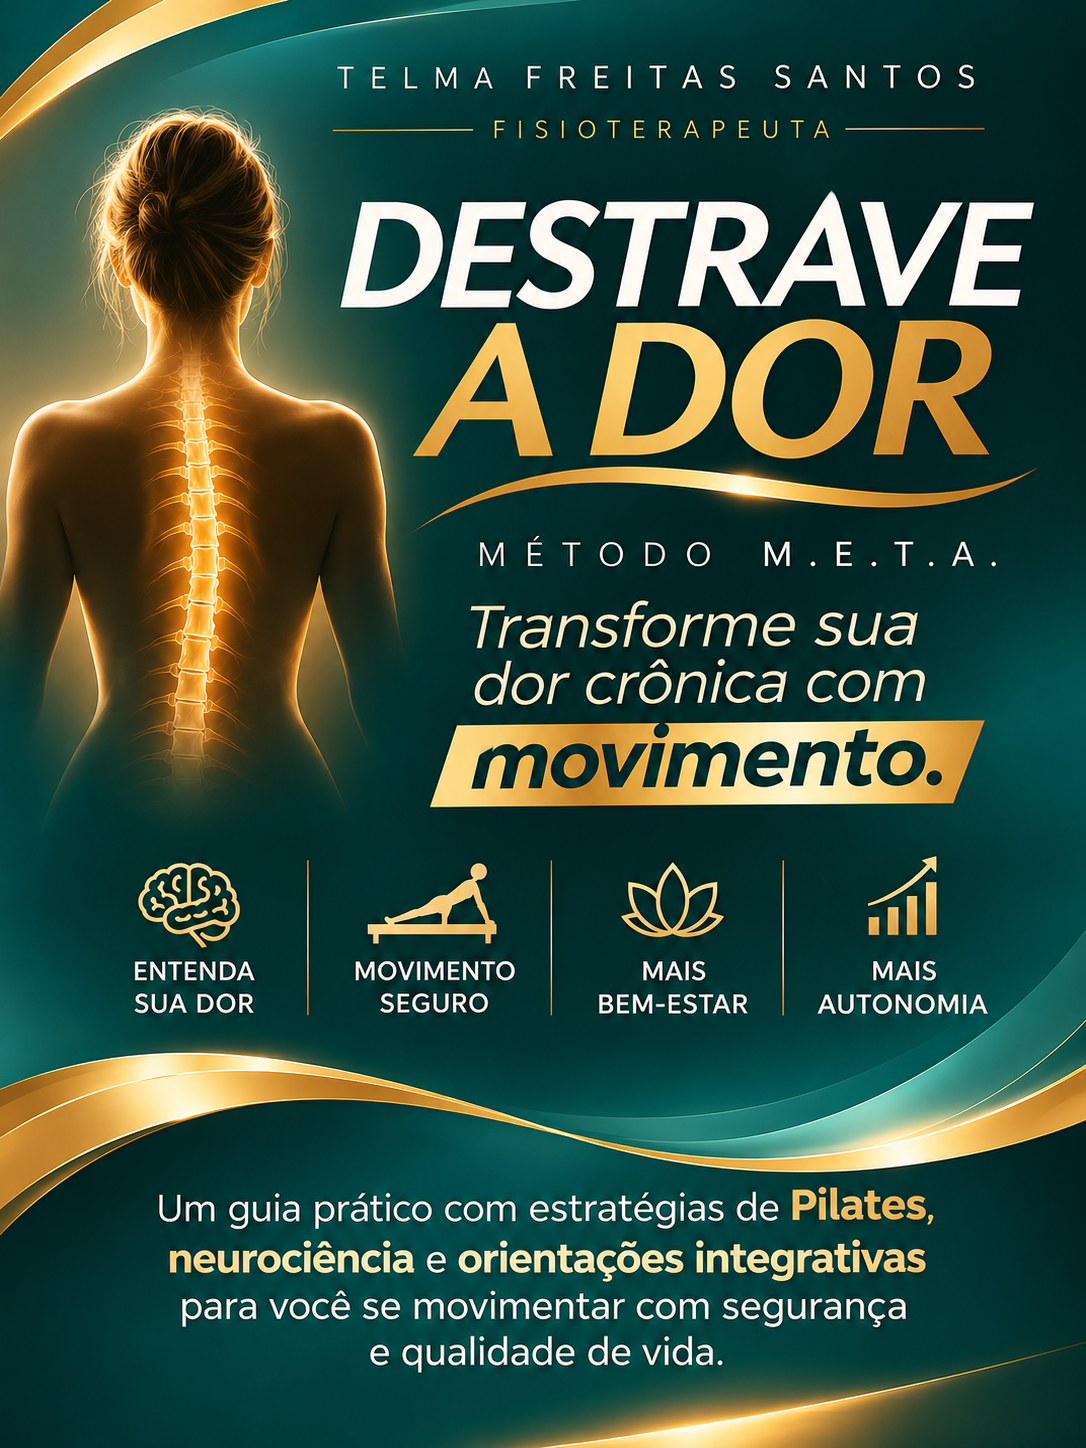 TELMA FREITAS SANTOS
FISIOTERAPEUTA
DESTRAVE
A DOR
MÉTODO M.E.T.A.
Transforme sua
dor crônica com
movimento.
ENTENDA
SUA DOR
MOVIMENTO
SEGURO
MAIS
BEM-ESTAR
MAIS
AUTONOMIA
Um guia prático com estratégias de Pilates,
neurociência e orientações integrativas
para você se movimentar com segurança
e qualidade de vida.